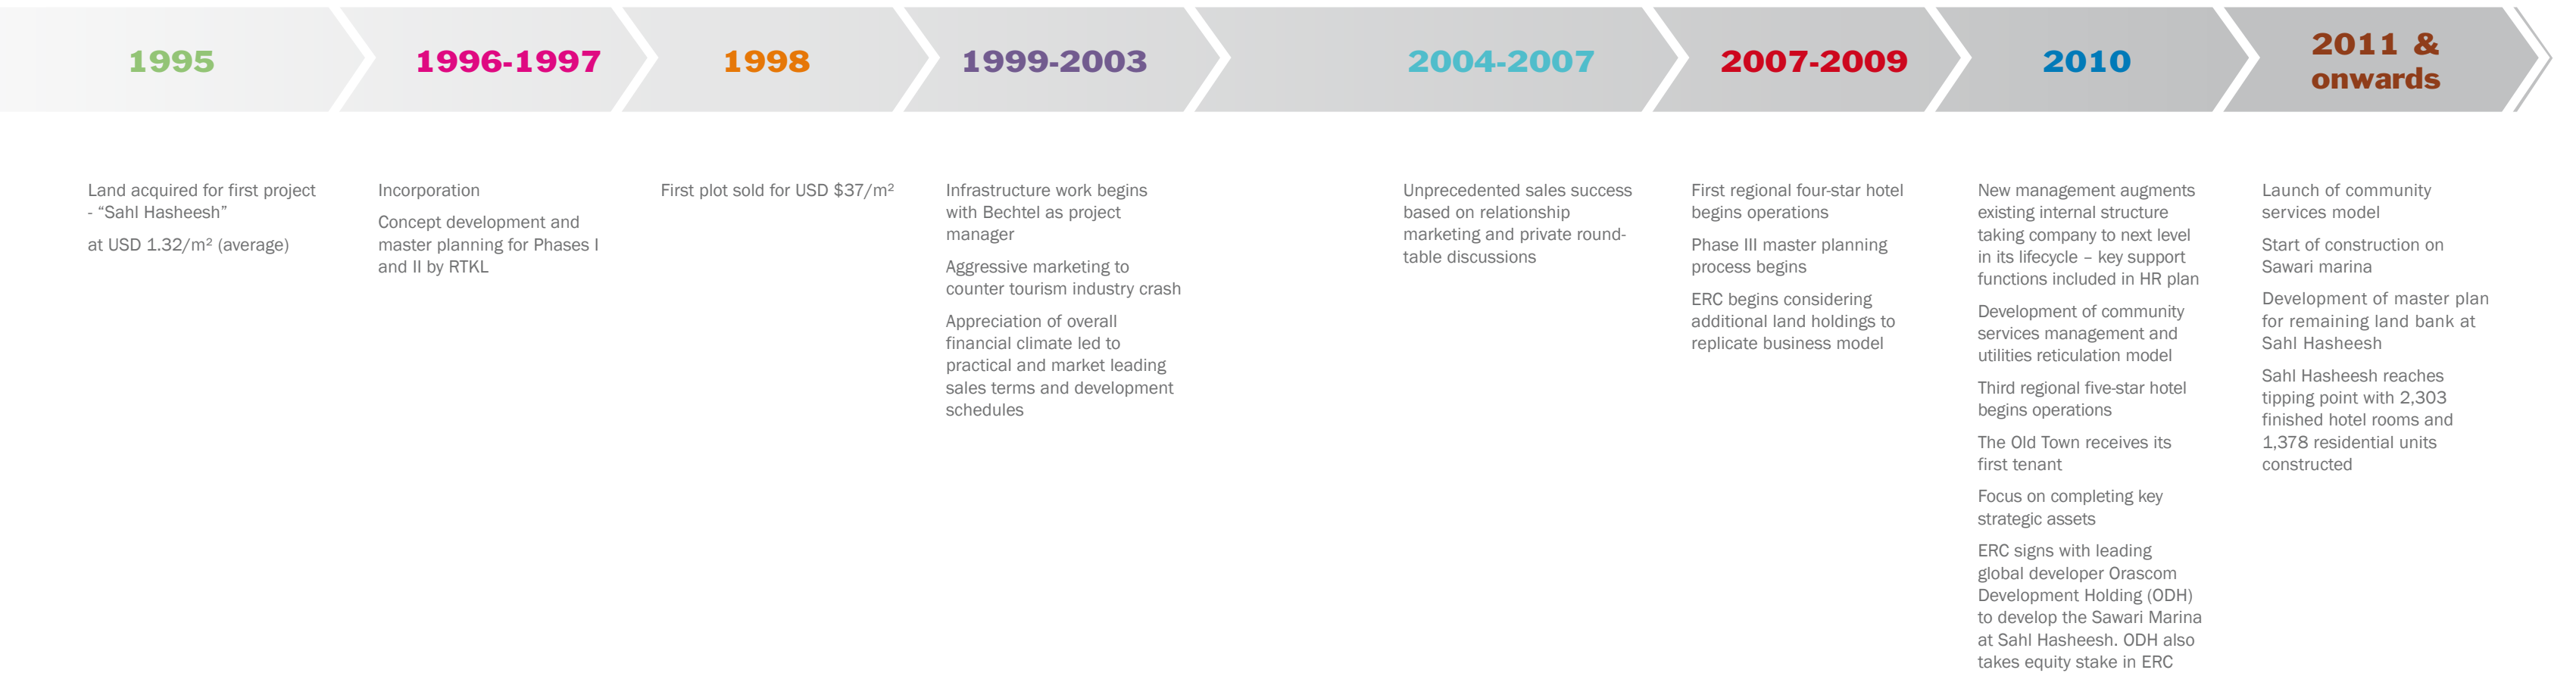 1995
1996-1997
1998
1999-2003
2004-2007
2007-2009
2010
2011 &
onwards
Land acquired for first project
- “Sahl Hasheesh”
at USD 1.32/m² (average)
Incorporation
Concept development and
master planning for Phases I
and II by RTKL
First plot sold for USD $37/m²
Infrastructure work begins
with Bechtel as project
manager
Aggressive marketing to
counter tourism industry crash
Appreciation of overall
financial climate led to
practical and market leading
sales terms and development
schedules
Unprecedented sales success
based on relationship
marketing and private round-
table discussions
First regional four-star hotel
begins operations
Phase III master planning
process begins
ERC begins considering
additional land holdings to
replicate business model
New management augments
existing internal structure
taking company to next level
in its lifecycle – key support
functions included in HR plan
Development of community
services management and
utilities reticulation model
Third regional five-star hotel
begins operations
The Old Town receives its
first tenant
Focus on completing key
strategic assets
ERC signs with leading
global developer Orascom
Development Holding (ODH)
to develop the Sawari Marina
at Sahl Hasheesh. ODH also
takes equity stake in ERC
Launch of community
services model
Start of construction on
Sawari marina
Development of master plan
for remaining land bank at
Sahl Hasheesh
Sahl Hasheesh reaches
tipping point with 2,303
finished hotel rooms and
1,378 residential units
constructed